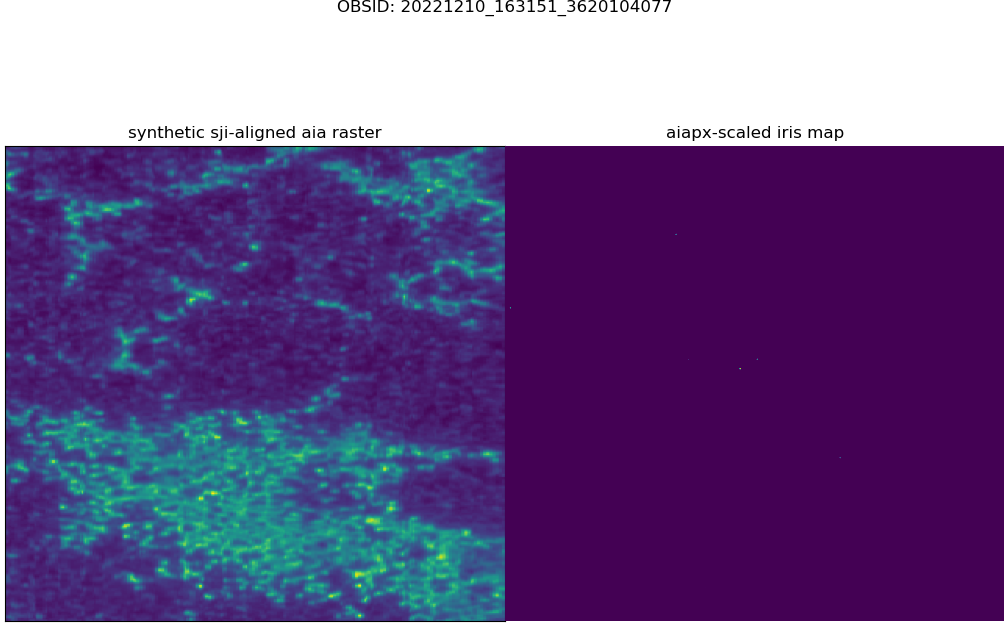 OBSID: 20221210_163151_3620104077
synthetic sji-aligned aia raster
aiapx-scaled iris map